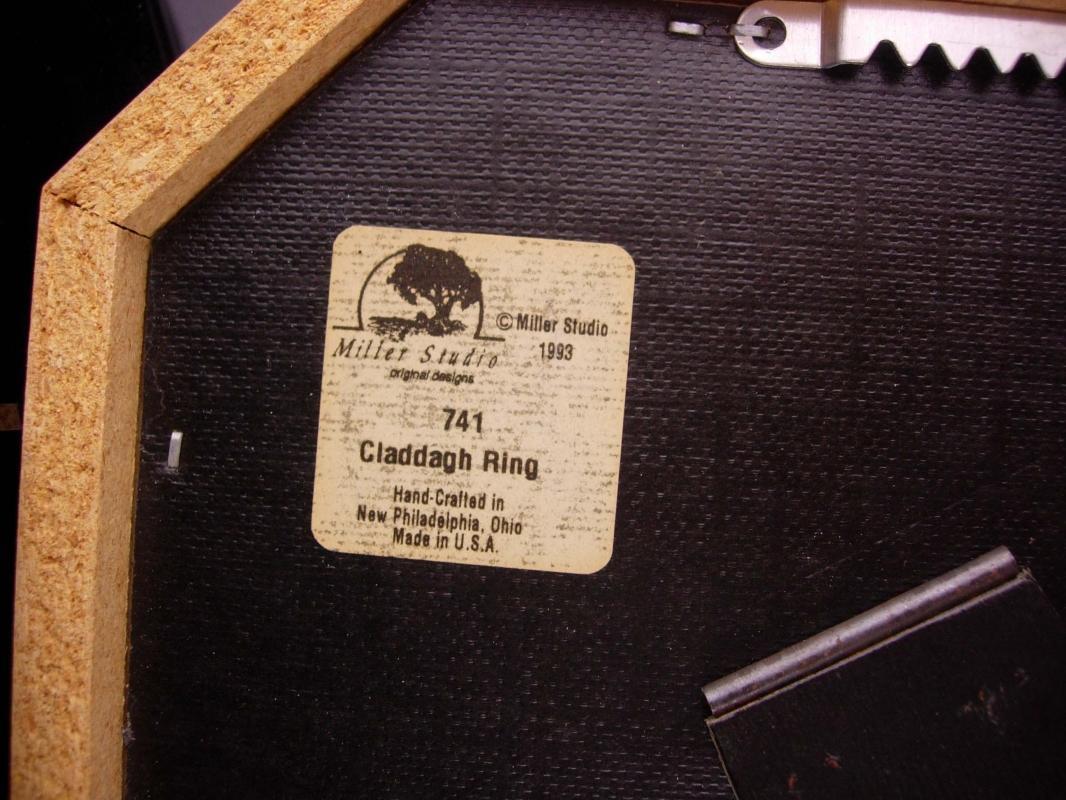 © Miller Studio
1993
Miller Studio
original designs
741
Claddagh Ring
Hand-Crafted in
New Philadelphia, Ohio
Made in U.S.A.